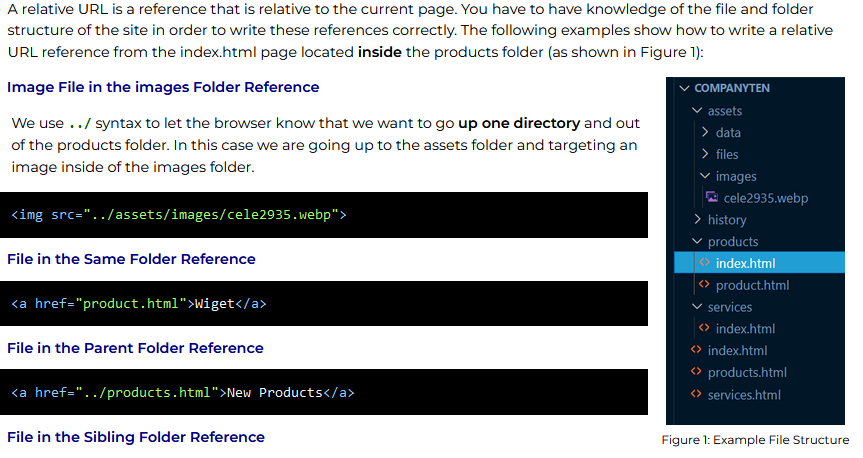 A relative URL is a reference that is relative to the current page. You have to have knowledge of the file and folder
structure of the site in order to write these references correctly. The following examples show how to write a relative
URL reference from the index.html page located inside the products folder (as shown in Figure 1):
Image File in the images Folder Reference
We use ../ syntax to let the browser know that we want to go up one directory and out
of the products folder. In this case we are going up to the assets folder and targeting an
image inside of the images folder.
<img src="../assets/images/cele2935.webp">
File in the Same Folder Reference
<a href="product.html">Wiget</a>
File in the Parent Folder Reference
<a href="../products.html">New Products</a>
File in the Sibling Folder Reference
COMPANYTEN
assets
data
files
images
cele2935.webp
history
products
index.html
product.html
services
index.html
index.html
products.html
services.html
Figure 1: Example File Structure